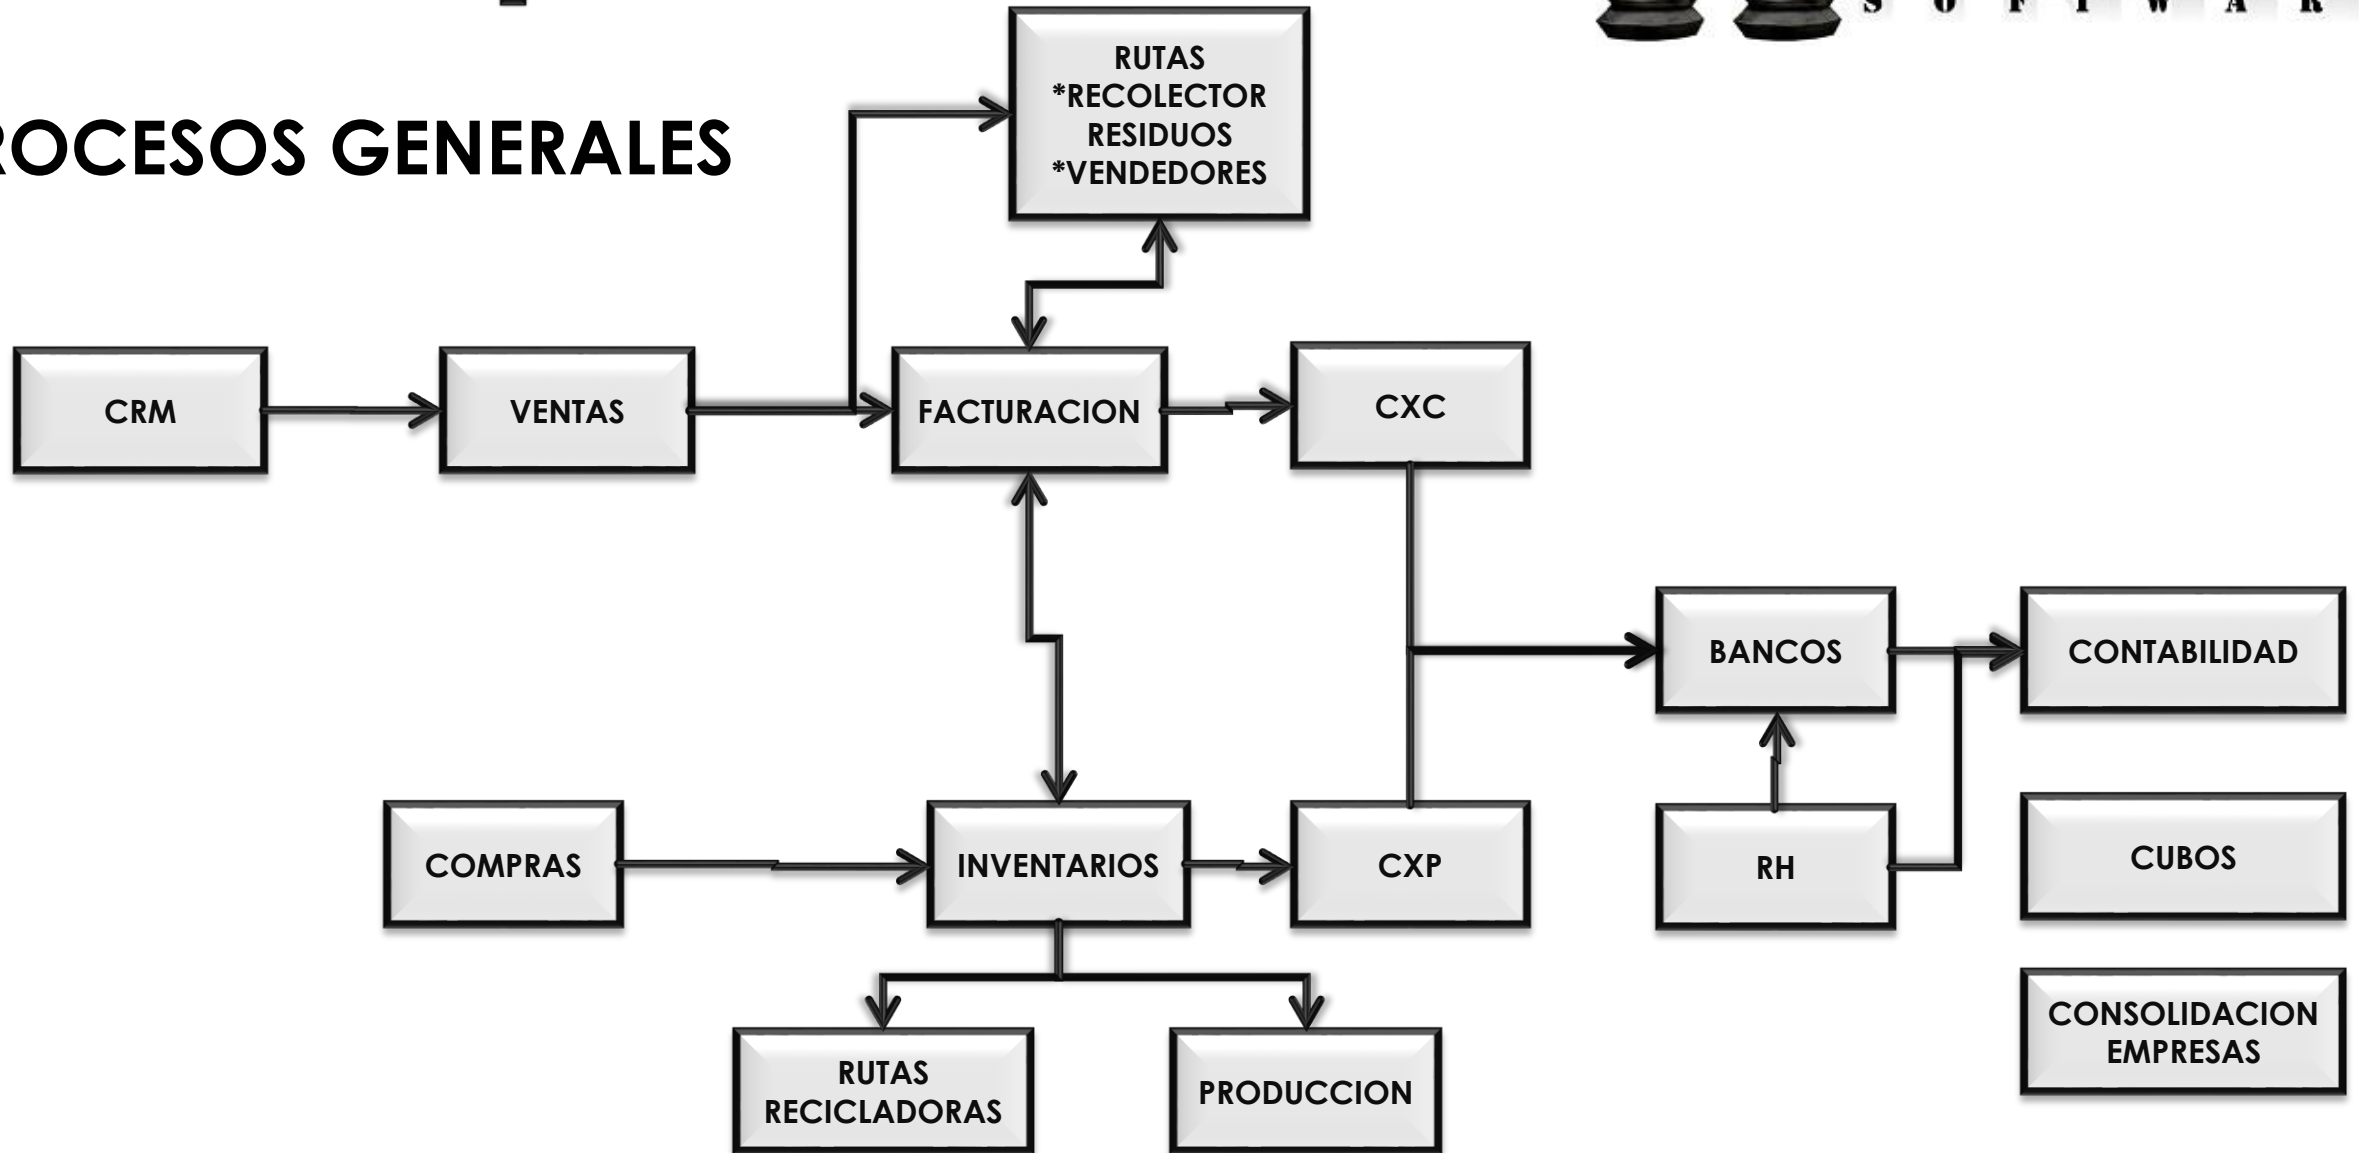 SOFTWAR
RUTAS
*RECOLECTOR
RESIDUOS
*VENDEDORES
ROCESOS GENERALES
CRM
VENTAS
FACTURACION
CXC
BANCOS
CONTABILIDAD
COMPRAS
INVENTARIOS
CXP
RH
CUBOS
CONSOLIDACION
EMPRESAS
RUTAS
RECICLADORAS
PRODUCCION